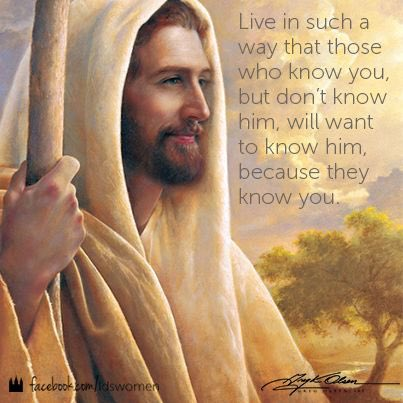 Live in such a
way that those
who know you,
but don't know
him, will want
to know him,
because they
know you.
facebook.com/ldswomen
Greg Olsen